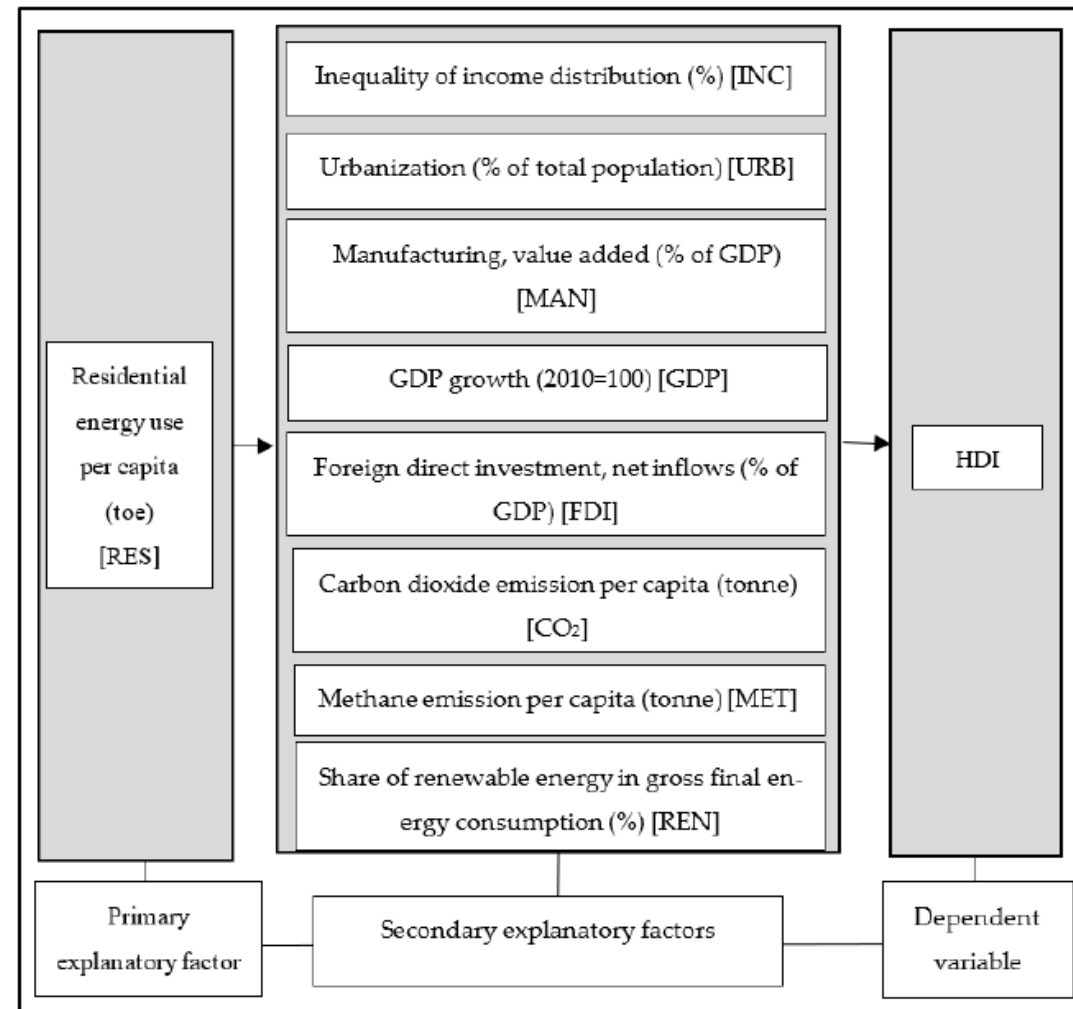 Residential
energy use
per capita
(toe)
[RES]
Inequality of income distribution (%) [INC]
Urbanization (% of total population) [URB]
Manufacturing, value added (% of GDP)
[MAN]
GDP growth (2010=100) [GDP]
Foreign direct investment, net inflows (% of
GDP) [FDI]
Carbon dioxide emission per capita (tonne)
[CO₂]
Methane emission per capita (tonne) [MET]
Share of renewable energy in gross final en-
ergy consumption (%) [REN]
HDI
Primary
explanatory factor
Secondary explanatory factors
Dependent
variable